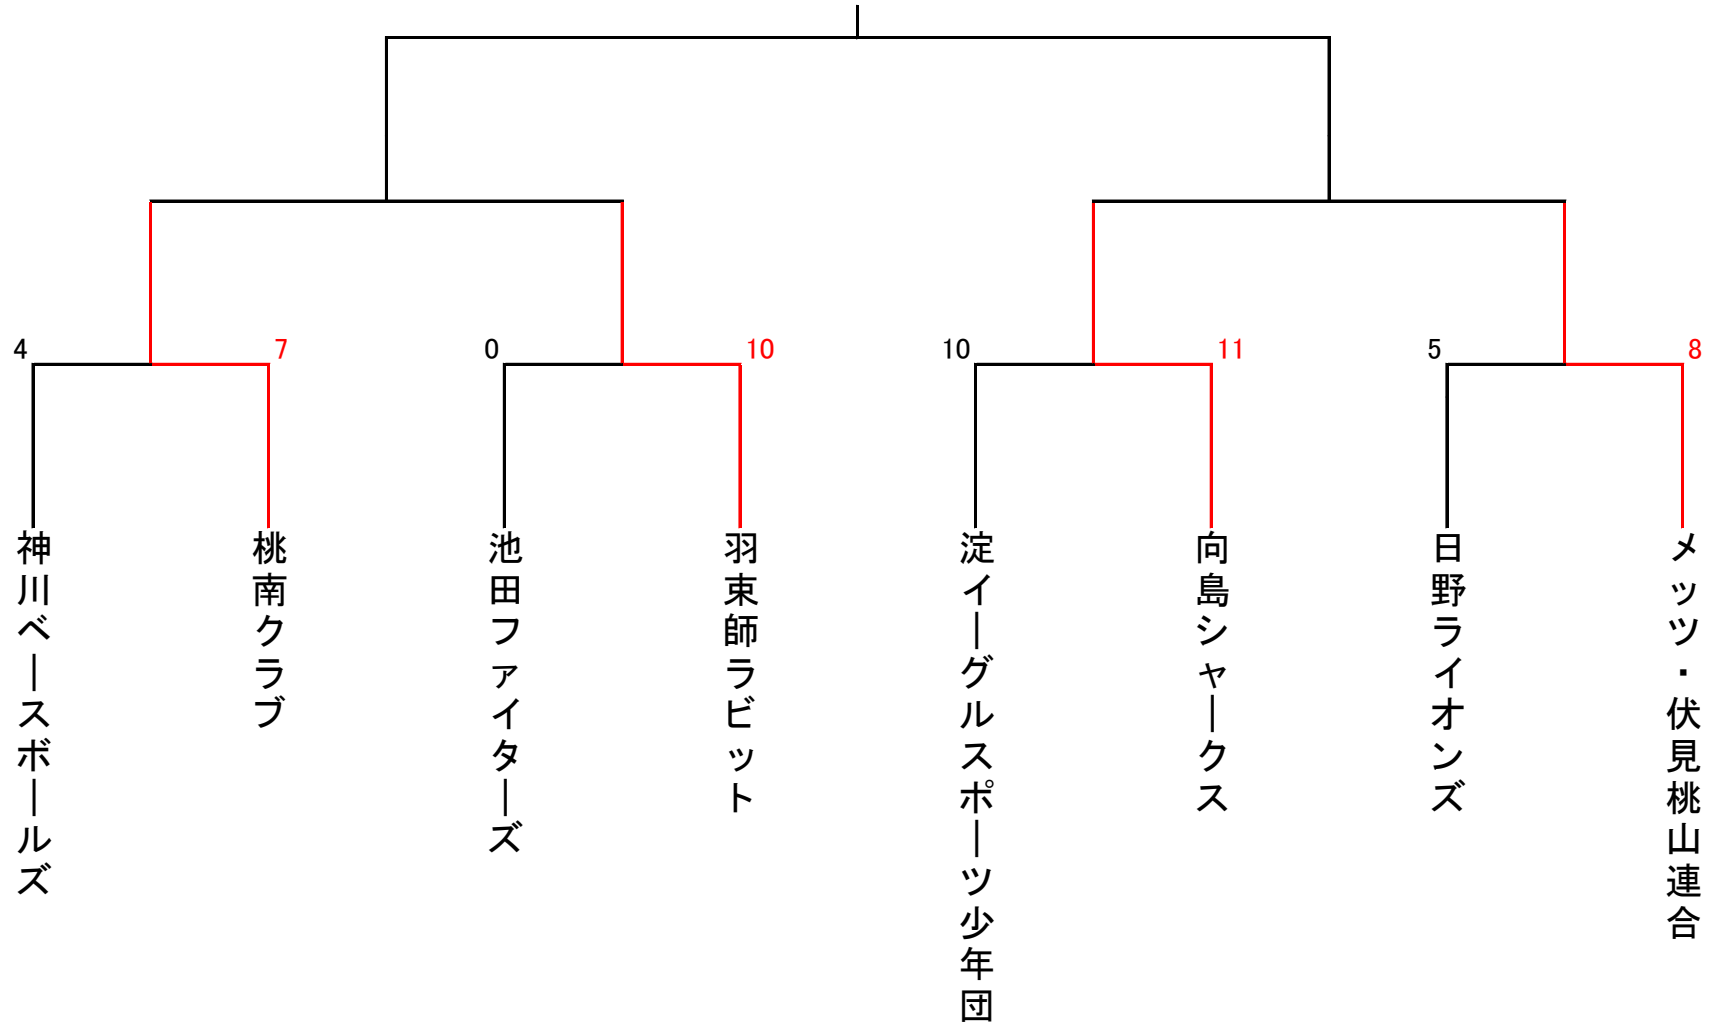 4
7
0
10
10
11
5
8
神川ベースボールズ
桃南クラブ
池田ファイターズ
羽束師ラビット
淀イーグルスポーツ少年団
向島シャークス
日野ライオンズ
メッツ・伏見桃山連合